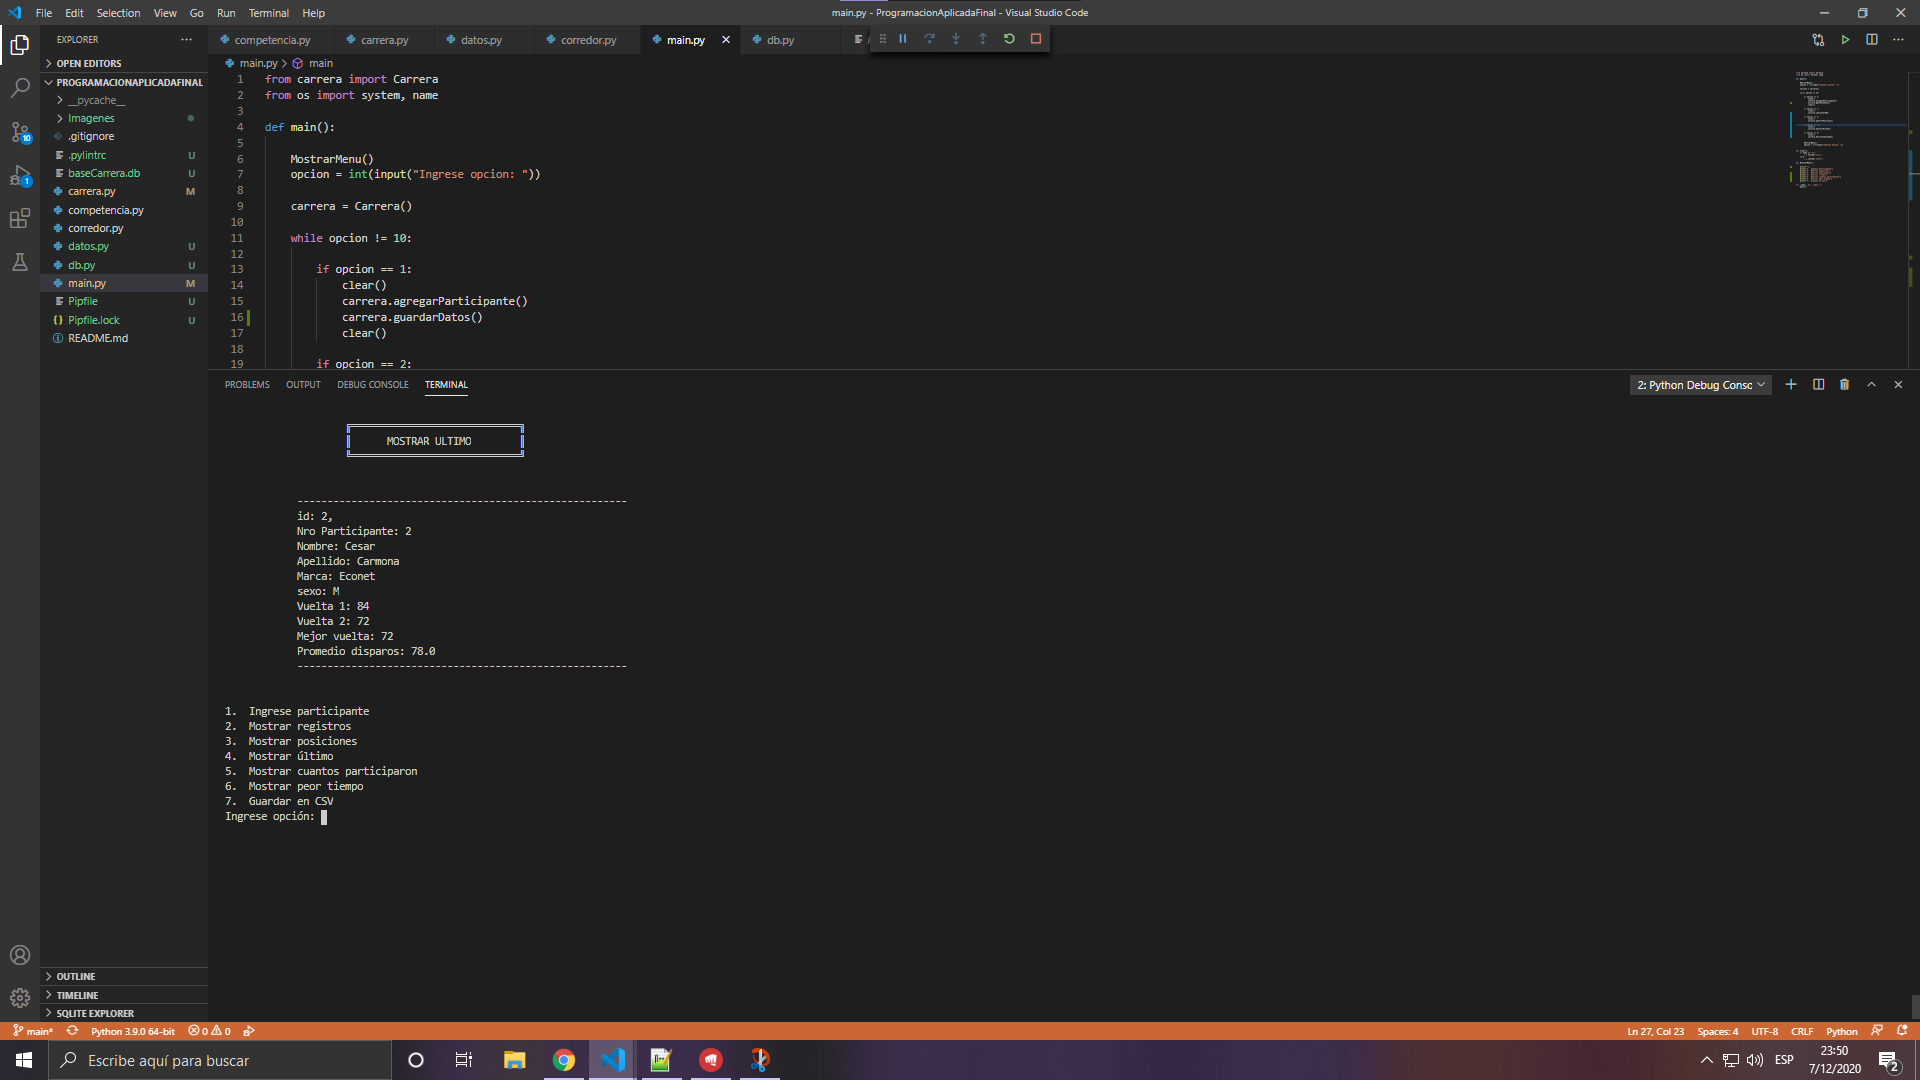 File Edit Selection View Go Run Terminal Help
main.py - ProgramacionAplicadaFinal - Visual Studio Code
EXPLORER
competencia.py carrera.py datos.py corredor.py main.py db.py
OPEN EDITORS
PROGRAMACIONAPLICADAFINAL
__pycache__
Imagenes
.gitignore
.pylintrc U
baseCarrera.db U
carrera.py M
competencia.py
corredor.py
datos.py U
db.py U
main.py M
Pipfile U
Pipfile.lock U
README.md
10
1
OUTLINE
TIMELINE
SQLITE EXPLORER
main.py > main
1 from carrera import Carrera
2 from os import system, name
3
4 def main():
5
6 MostrarMenu()
7 opcion = int(input("Ingrese opcion: "))
8
9 carrera = Carrera()
10
11 while opcion != 10:
12
13 if opcion == 1:
14 clear()
15 carrera.agregarParticipante()
16 carrera.guardarDatos()
17 clear()
18
19 if opcion == 2:
PROBLEMS OUTPUT DEBUG CONSOLE TERMINAL
2: Python Debug Consc
MOSTRAR ULTIMO
-------------------------------------------------------
id: 2,
Nro Participante: 2
Nombre: Cesar
Apellido: Carmona
Marca: Econet
sexo: M
Vuelta 1: 84
Vuelta 2: 72
Mejor vuelta: 72
Promedio disparos: 78.0
-------------------------------------------------------
1. Ingrese participante
2. Mostrar registros
3. Mostrar posiciones
4. Mostrar último
5. Mostrar cuantos participaron
6. Mostrar peor tiempo
7. Guardar en CSV
Ingrese opción:
main* Python 3.9.0 64-bit 0 0
Ln 27, Col 23 Spaces: 4 UTF-8 CRLF Python
Escribe aquí para buscar
ESP
23:50
7/12/2020
2